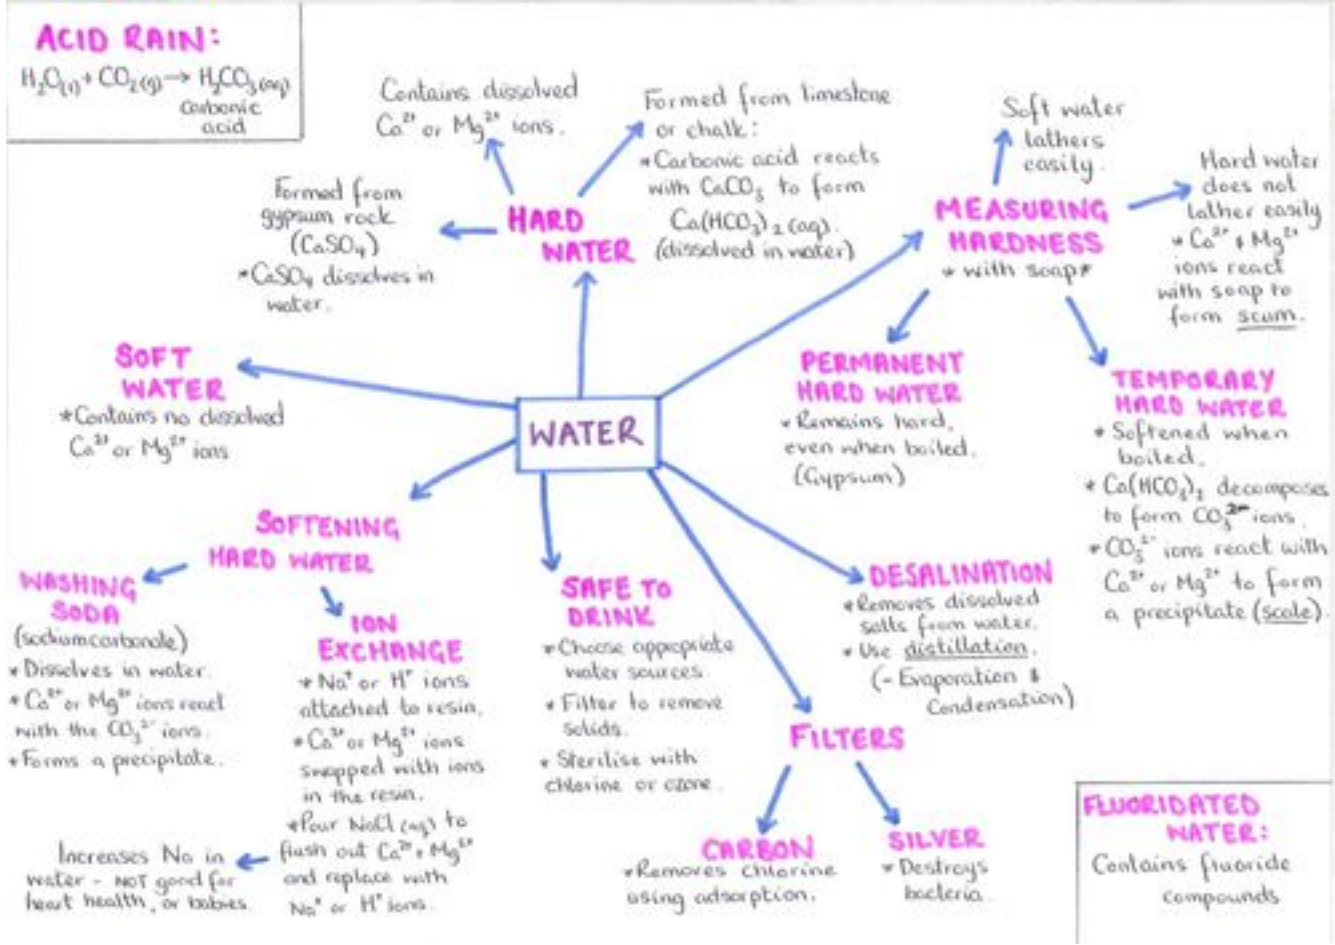 ACID RAIN:
H₂O(l) + CO₂(g) → H₂CO₃(aq)
carbonic
acid
Contains dissolved
Ca²⁺ or Mg²⁺ ions.
Formed from limestone
or chalk:
*Carbonic acid reacts
with CaCO₃ to form
Ca(HCO₃)₂(aq).
(dissolved in water)
Formed from
gypsum rock
(CaSO₄)
*CaSO₄ dissolves in
water.
HARD
WATER
Soft water
lathers
easily.
MEASURING
HARDNESS
*with soap*
Hard water
does not
lather easily
*Ca²⁺ & Mg²⁺
ions react
with soap to
form scum.
SOFT
WATER
*Contains no dissolved
Ca²⁺ or Mg²⁺ ions
WATER
PERMANENT
HARD WATER
*Remains hard,
even when boiled.
(Gypsum)
TEMPORARY
HARD WATER
*Softened when
boiled.
*Ca(HCO₃)₂ decomposes
to form CO₃²⁻ ions.
*CO₃²⁻ ions react with
Ca²⁺ or Mg²⁺ to form
a precipitate (scale).
SOFTENING
HARD WATER
WASHING
SODA
(sodium carbonate)
*Dissolves in water.
*Ca²⁺ or Mg²⁺ ions react
with the CO₃²⁻ ions.
*Forms a precipitate.
ION
EXCHANGE
*Na⁺ or H⁺ ions
attached to resin.
*Ca²⁺ or Mg²⁺ ions
swapped with ions
in the resin.
*Pour NaCl(aq) to
flush out Ca²⁺, Mg²⁺
and replace with
Na⁺ or H⁺ ions.
Increases Na in
water - NOT good for
heart health, or babies.
SAFE TO
DRINK
*Choose appropriate
water sources.
*Filter to remove
solids.
*Sterilise with
chlorine or ozone.
DESALINATION
*Removes dissolved
salts from water.
*Use distillation.
(- Evaporation &
Condensation)
FILTERS
CARBON
*Removes chlorine
using adsorption.
SILVER
*Destroys
bacteria.
FLUORIDATED
WATER:
Contains fluoride
compounds